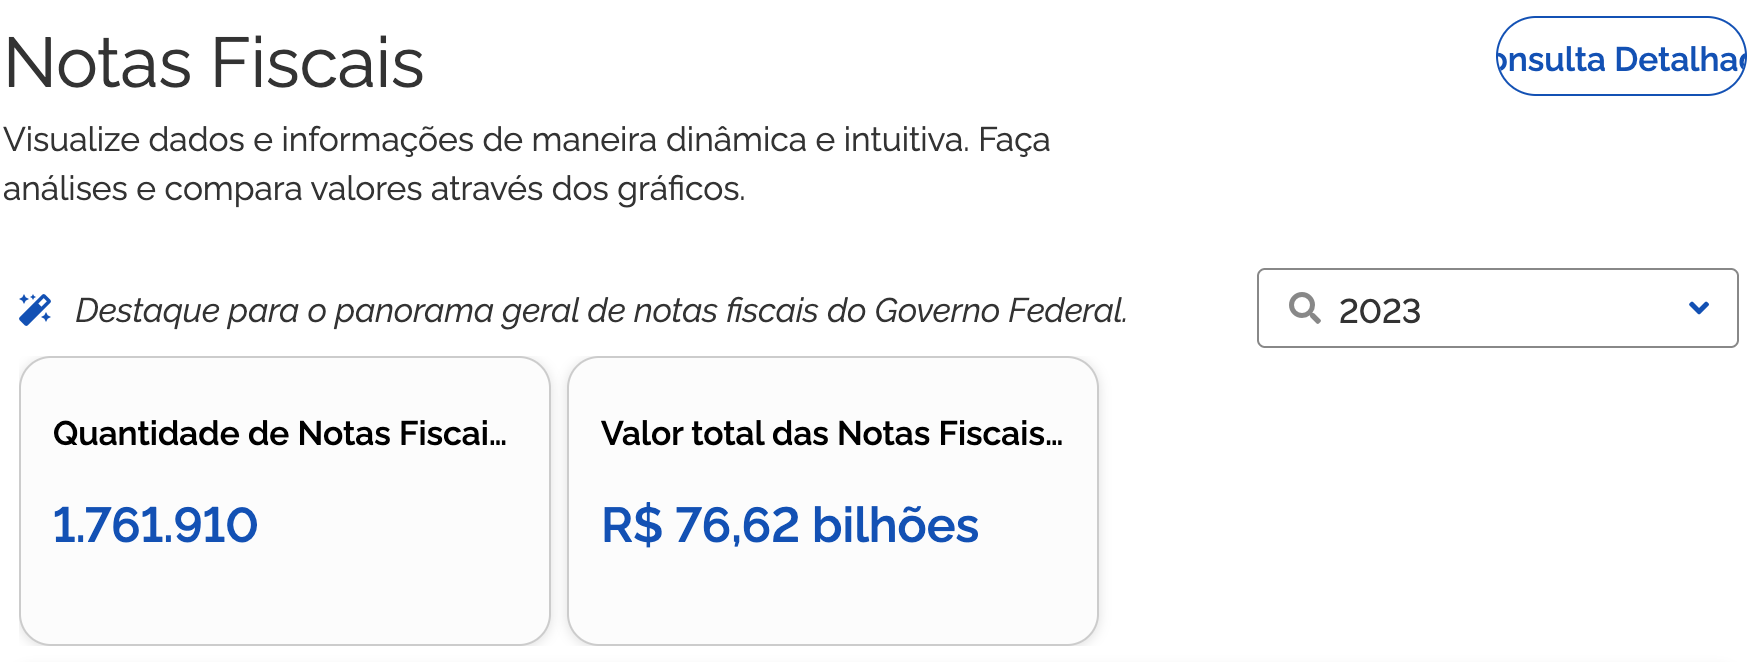 Notas Fiscais
onsulta Detalhad
Visualize dados e informações de maneira dinâmica e intuitiva. Faça
análises e compara valores através dos gráficos.
Destaque para o panorama geral de notas fiscais do Governo Federal.
2023
Quantidade de Notas Fiscai...
Valor total das Notas Fiscais...
1.761.910
R$ 76,62 bilhões